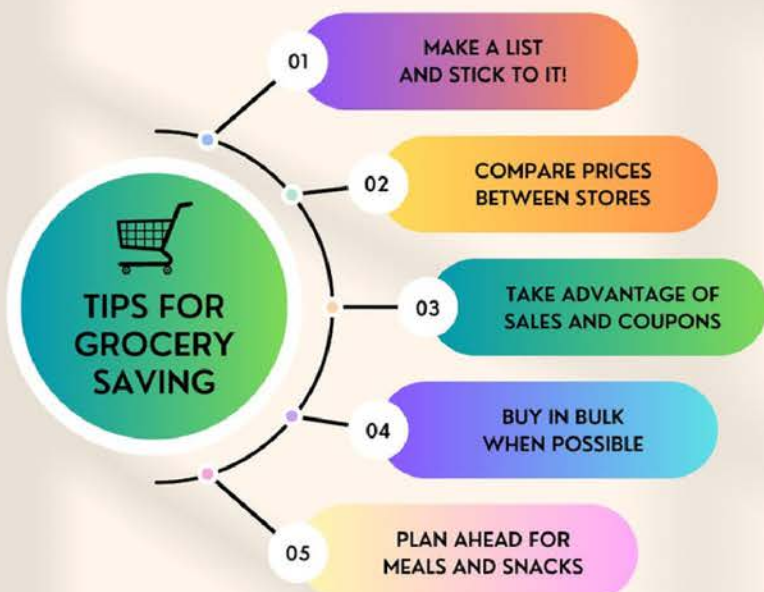 TIPS FOR
GROCERY
SAVING
01
MAKE A LIST
AND STICK TO IT!
02
COMPARE PRICES
BETWEEN STORES
03
TAKE ADVANTAGE OF
SALES AND COUPONS
04
BUY IN BULK
WHEN POSSIBLE
05
PLAN AHEAD FOR
MEALS AND SNACKS